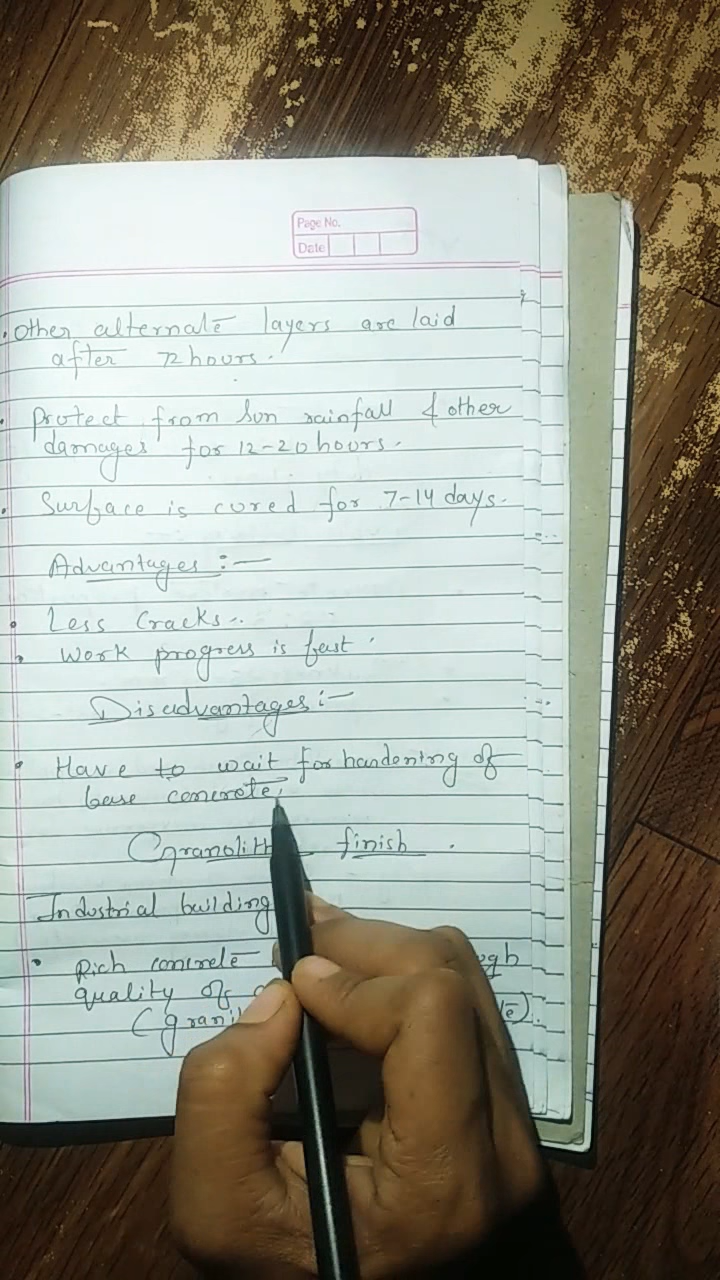 Page No.
Date
. Other alternate layers are laid
after 72 hours.
. Protect from Sun rainfall & other
damages for 12-20 hours.
. Surface is cured for 7-14 days.
Advantages :-
. Less Cracks..
. Work progress is fast.
Disadvantages :-
. Have to wait for hardening of
base concrete.
finish .
Industrial building
. Rich concrete
quality of